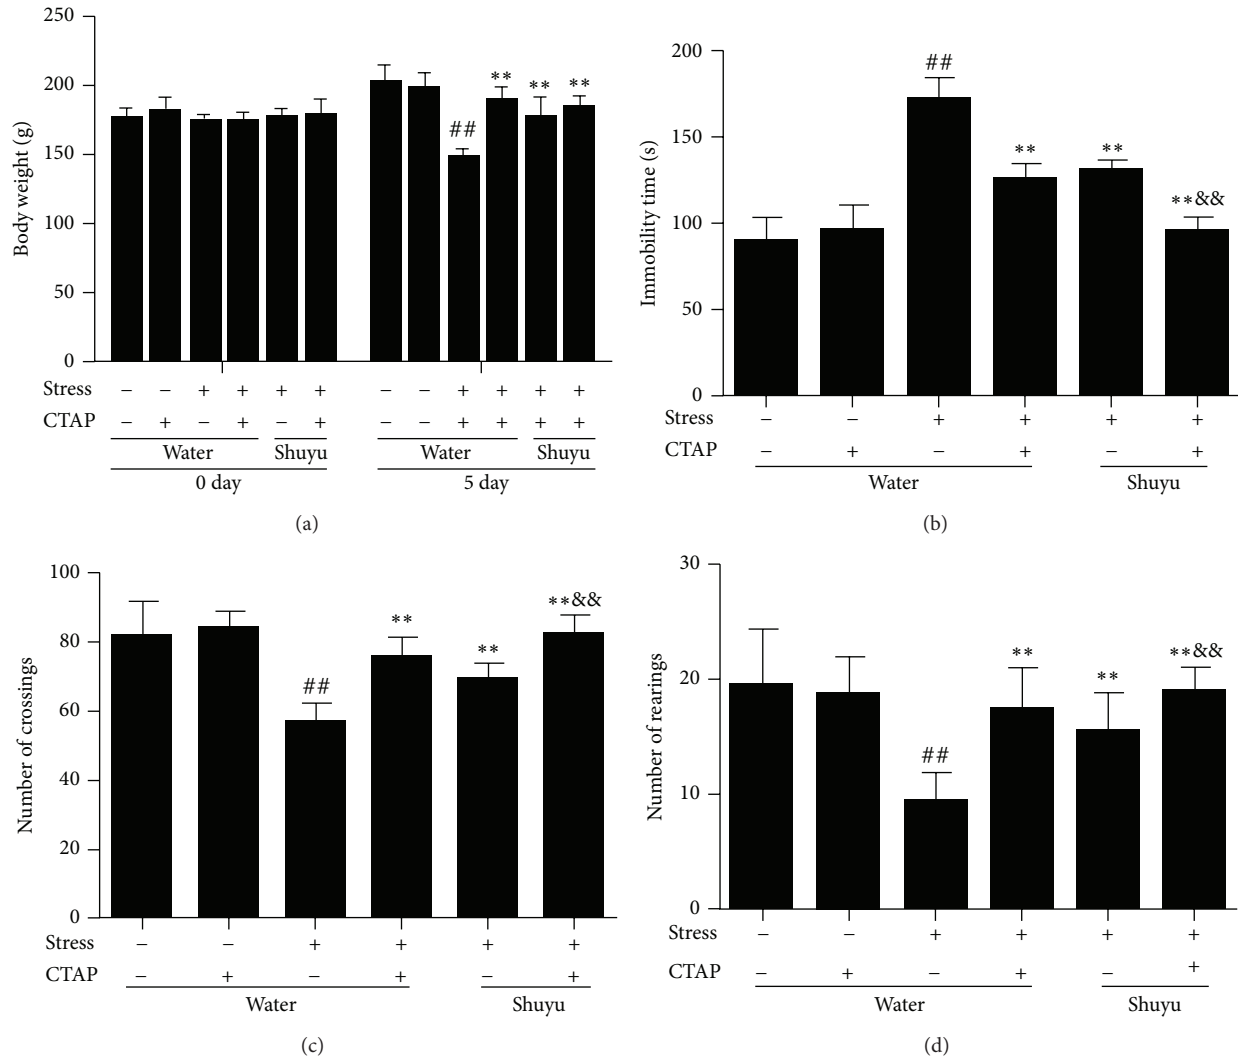 250
200
150
100
50
0
Body weight (g)
##
** ** **
Stress − − + + + + − − + + + +
CTAP − + − + − + − − + + + +
Water Shuyu Water Shuyu
0 day 5 day
(a)
200
150
100
50
0
Immobility time (s)
##
** ** **&&
Stress − − + + + +
CTAP − + − + − +
Water Shuyu
(b)
100
80
60
40
20
0
Number of crossings
##
** ** **&&
Stress − − + + + +
CTAP − + − + − +
Water Shuyu
(c)
30
20
10
0
Number of rearings
##
** ** **&&
Stress − − + + + +
CTAP − + − + − +
Water Shuyu
(d)